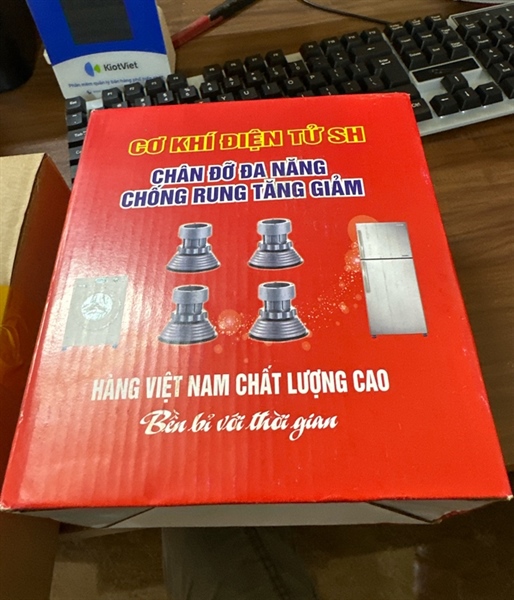 KiotViet
CƠ KHÍ ĐIỆN TỬ SH
CHÂN ĐỠ ĐA NĂNG
CHỐNG RUNG TĂNG GIẢM
HÀNG VIỆT NAM CHẤT LƯỢNG CAO
Bền bỉ với thời gian